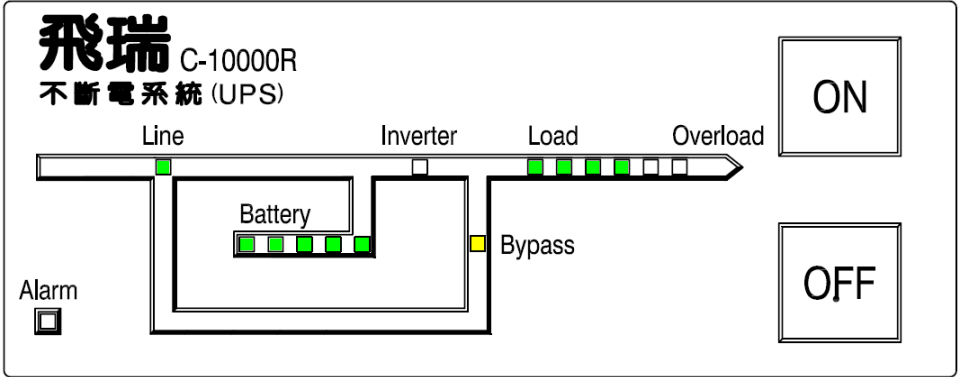 飛瑞 C-10000R
不斷電系統 (UPS)
ON
Line
Inverter
Load
Overload
Battery
Bypass
Alarm
OFF